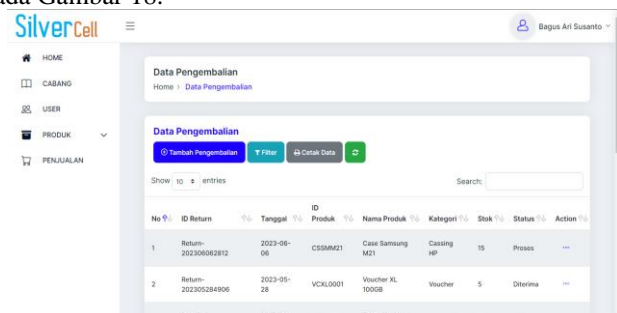 ada Gambar 18.
SilverCell
Bagus Ari Susanto
HOME
CABANG
USER
PRODUK
PENJUALAN
Data Pengembalian
Home > Data Pengembalian
Data Pengembalian
Tambah Pengembalian Filter Cetak Data
Show 10 entries Search:
No ID Return Tanggal ID Produk Nama Produk Kategori Stok Status Action
1 Return-202306062812 2023-06-06 CSSMM21 Case Samsung M21 Cassing HP 15 Proses ...
2 Return-202305284906 2023-05-28 VCXL0001 Voucher XL 100GB Voucher 5 Diterima ...